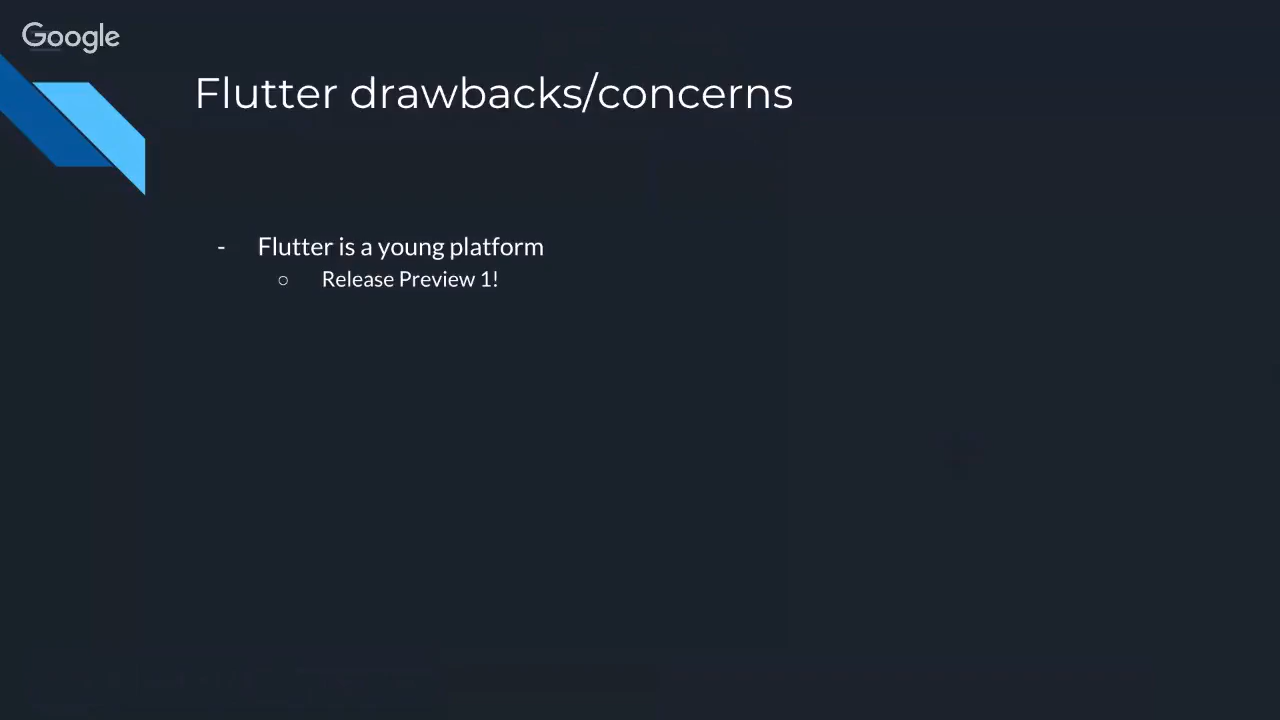 Google
Flutter drawbacks/concerns
- Flutter is a young platform
○ Release Preview 1!